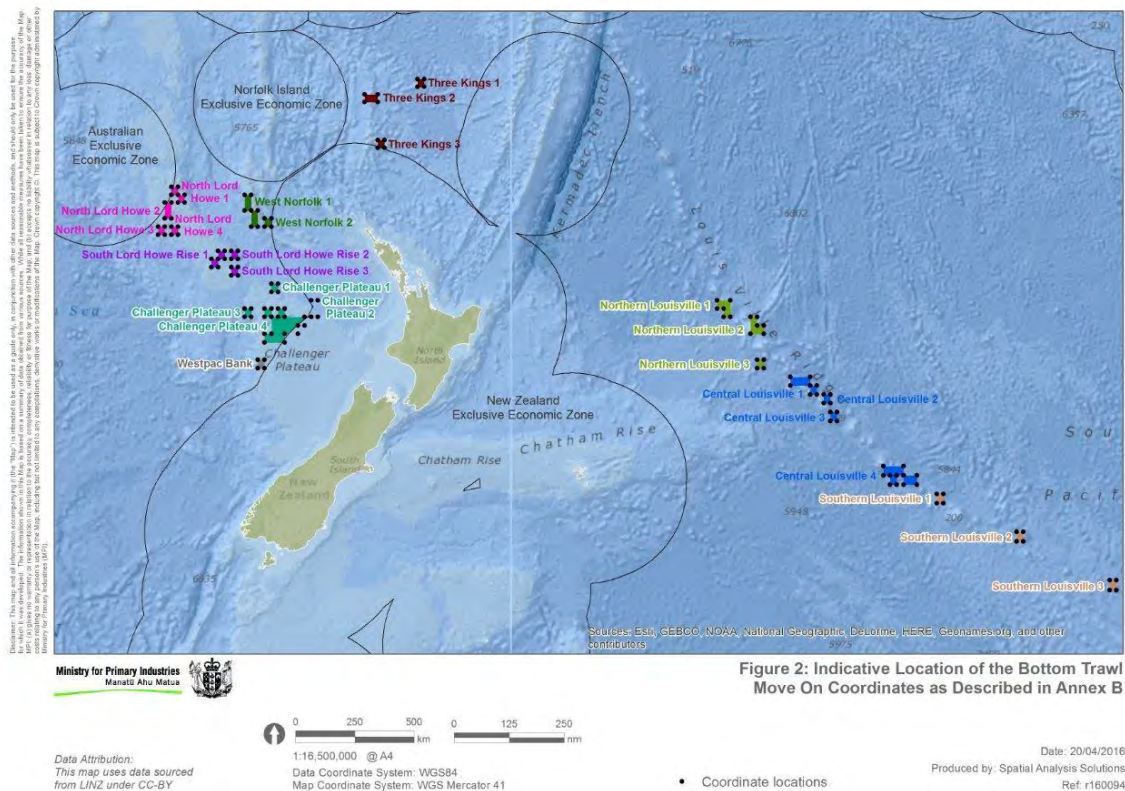 Norfolk Island
Exclusive Economic Zone
5765
Australian
Exclusive
Economic Zone
Three Kings 1
Three Kings 2
Three Kings 3
North Lord
Howe 1
North Lord Howe 2
North Lord
Howe 4
North Lord Howe 3
West Norfolk 1
West Norfolk 2
South Lord Howe Rise 1
South Lord Howe Rise 2
South Lord Howe Rise 3
Challenger Plateau 1
Challenger
Plateau 2
Challenger Plateau 3
Challenger Plateau 4
Challenger
Plateau
Westpac Bank
Sea
North
Island
South
Island
New
Zealand
New Zealand
Exclusive Economic Zone
Chatham Rise
Chatham Rise
Kermadec Trench
Louisville Ridge
6802
Northern Louisville 1
Northern Louisville 2
Northern Louisville 3
Central Louisville 1
Central Louisville 2
Central Louisville 3
Central Louisville 4
5948
200
Southern Louisville 1
Southern Louisville 2
Southern Louisville 3
Sou
Pacif
Sources: Esri, GEBCO, NOAA, National Geographic, DeLorme, HERE, Geonames.org, and other
contributors
Ministry for Primary Industries
Manatū Ahu Matua
Figure 2: Indicative Location of the Bottom Trawl
Move On Coordinates as Described in Annex B
0 250 500
km
0 125 250
nm
1:16,500,000 @ A4
Data Coordinate System: WGS84
Map Coordinate System: WGS Mercator 41
Data Attribution:
This map uses data sourced
from LINZ under CC-BY
Coordinate locations
Date: 20/04/2016
Produced by: Spatial Analysis Solutions
Ref: r160094